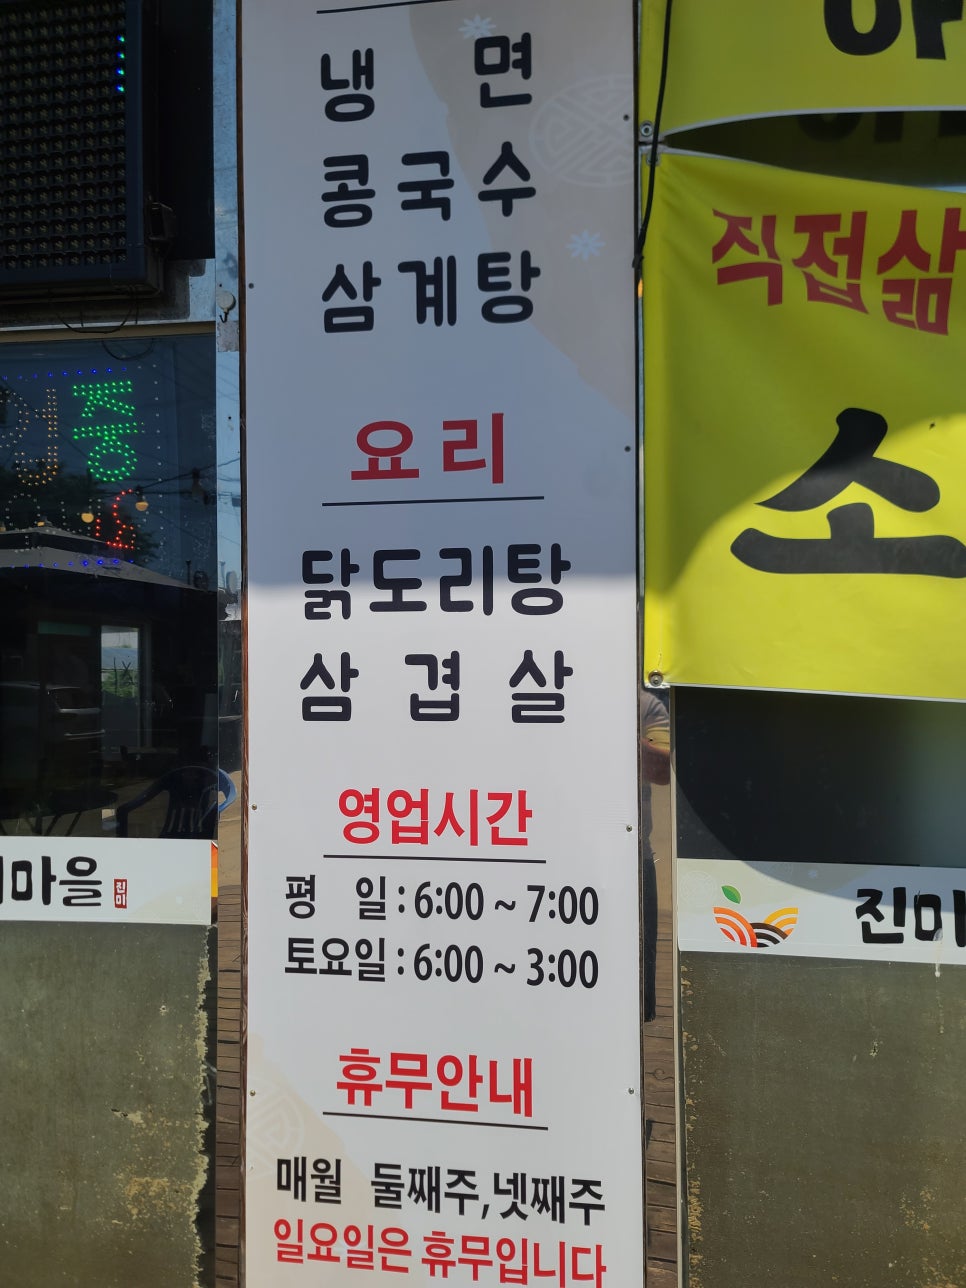 냉 면
콩국수
삼계탕
요리
닭도리탕
삼겹살
영업시간
평 일 : 6:00 ~ 7:00
토요일 : 6:00 ~ 3:00
휴무안내
매월 둘째주, 넷째주
일요일은 휴무입니다
직접삶
소
마을
진미
진미